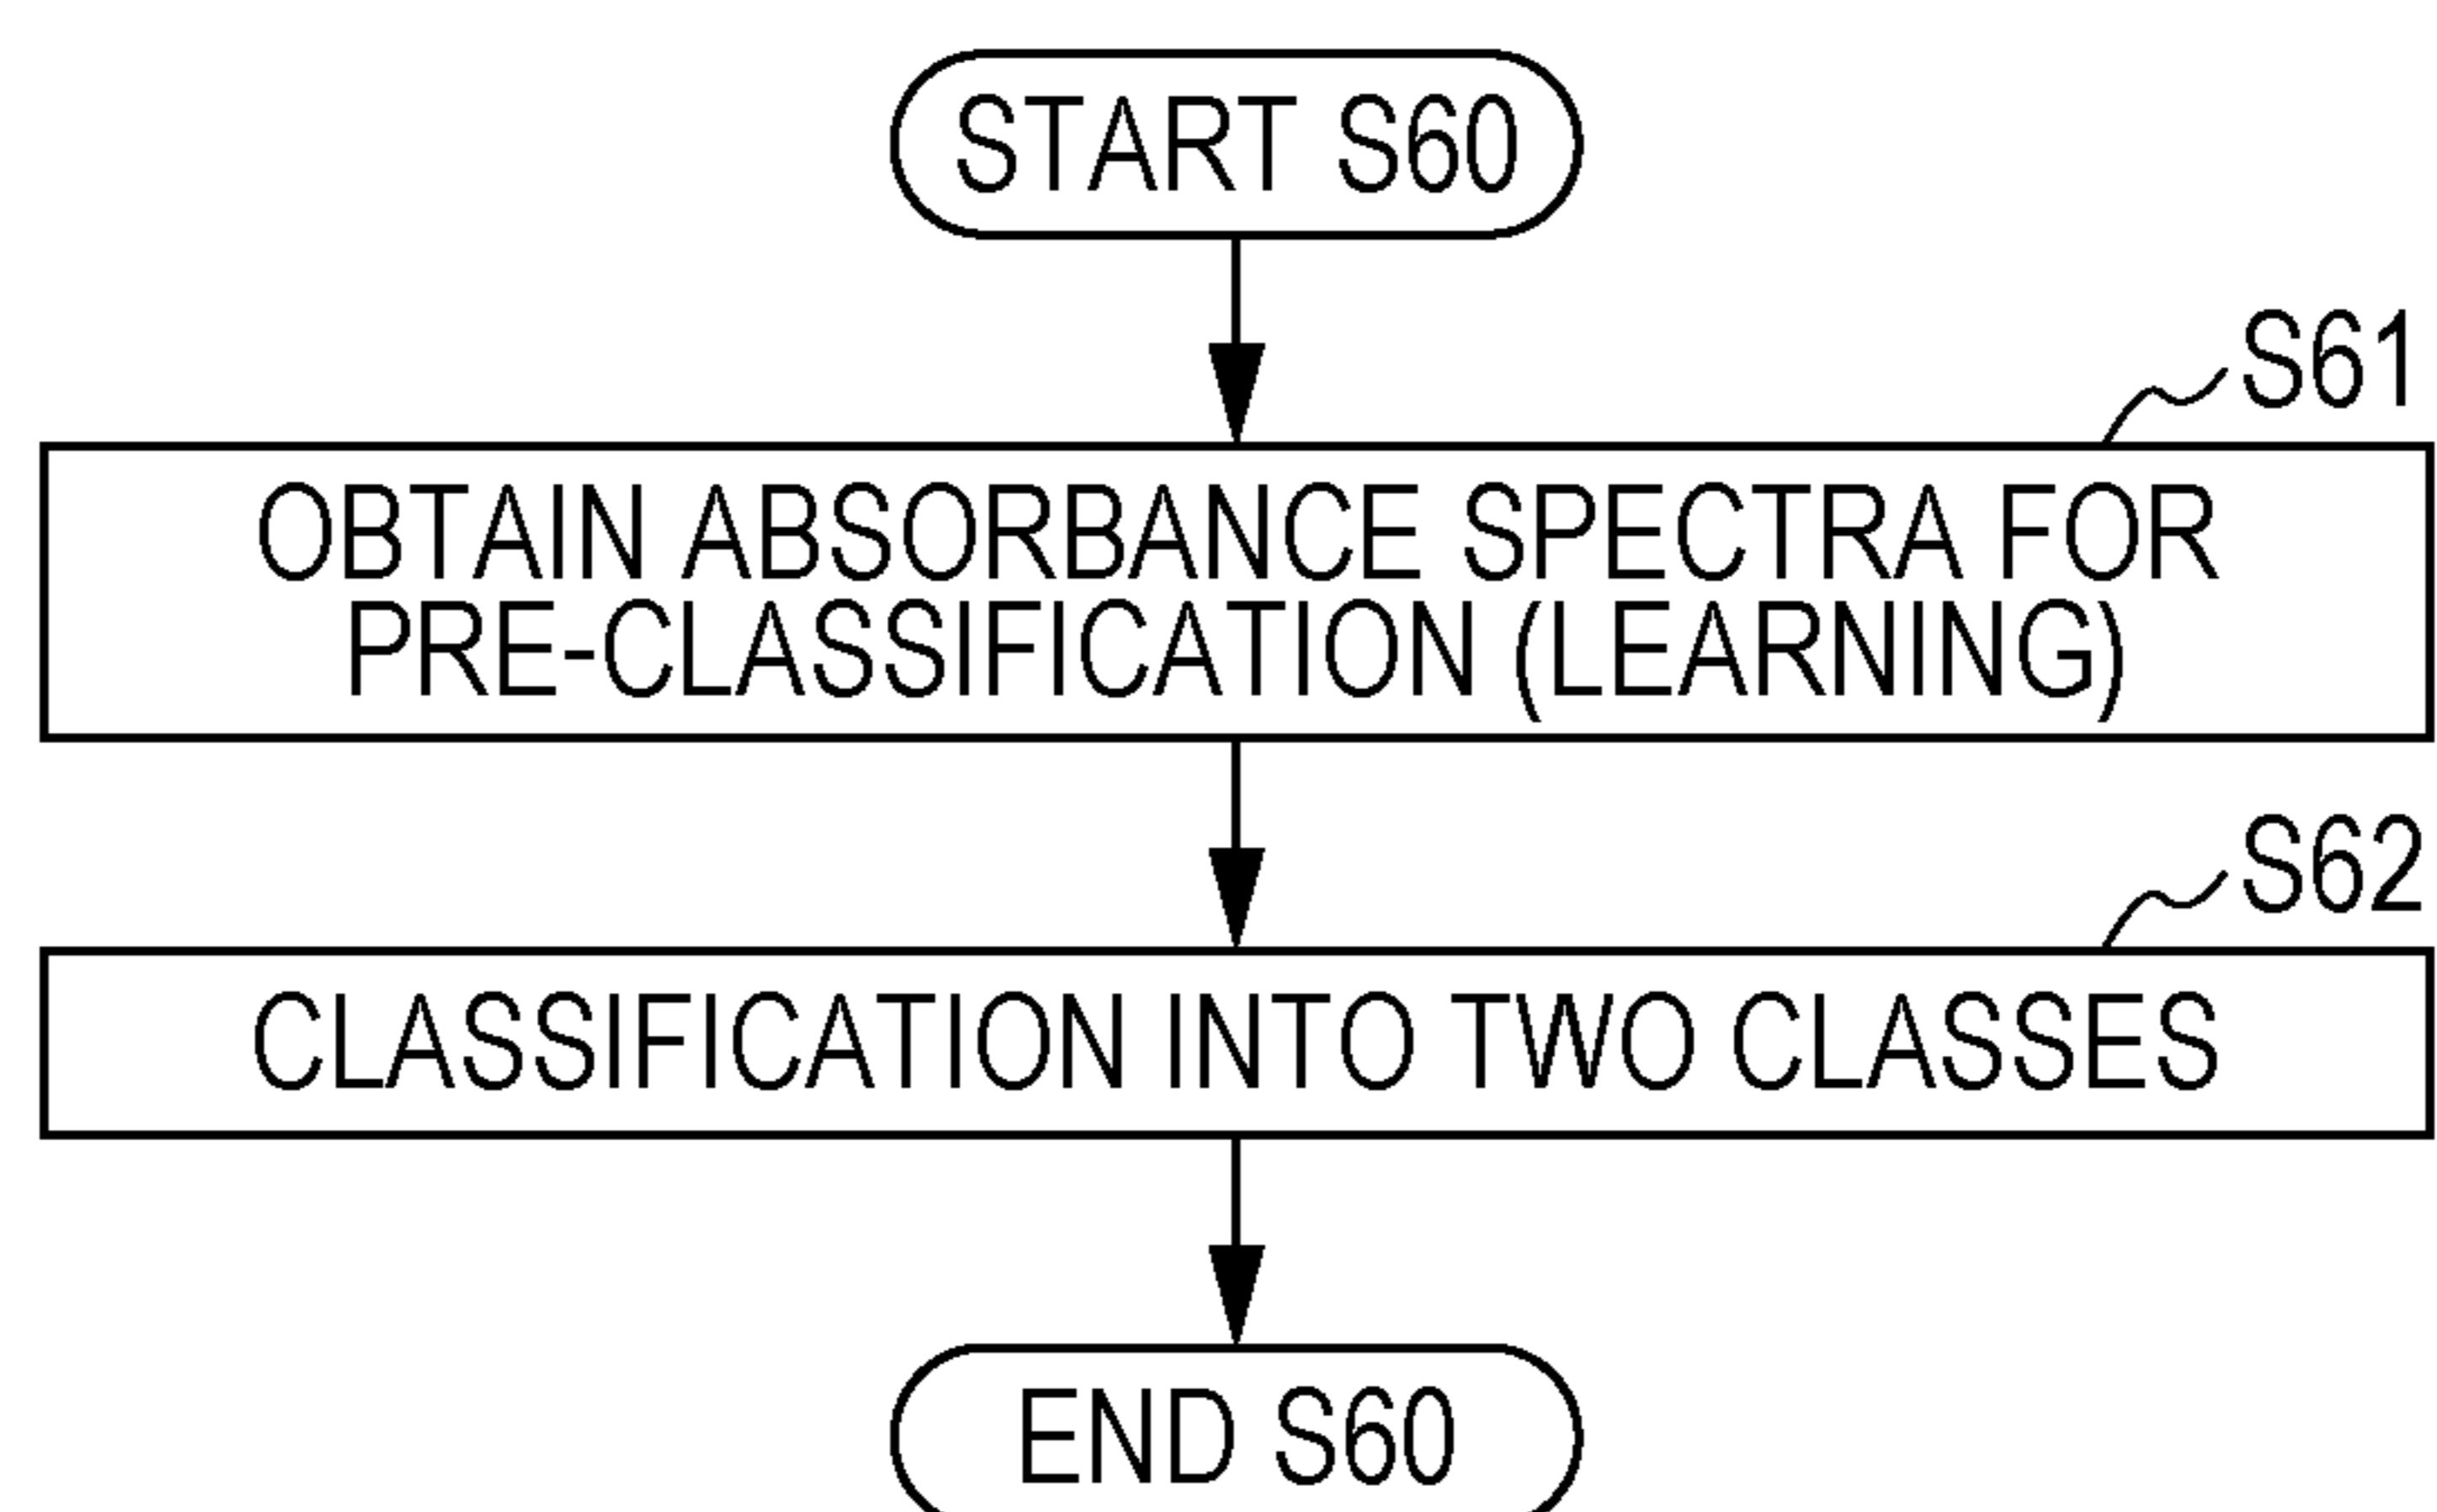 START S60
S61
OBTAIN ABSORBANCE SPECTRA FOR
PRE-CLASSIFICATION (LEARNING)
S62
CLASSIFICATION INTO TWO CLASSES
END S60